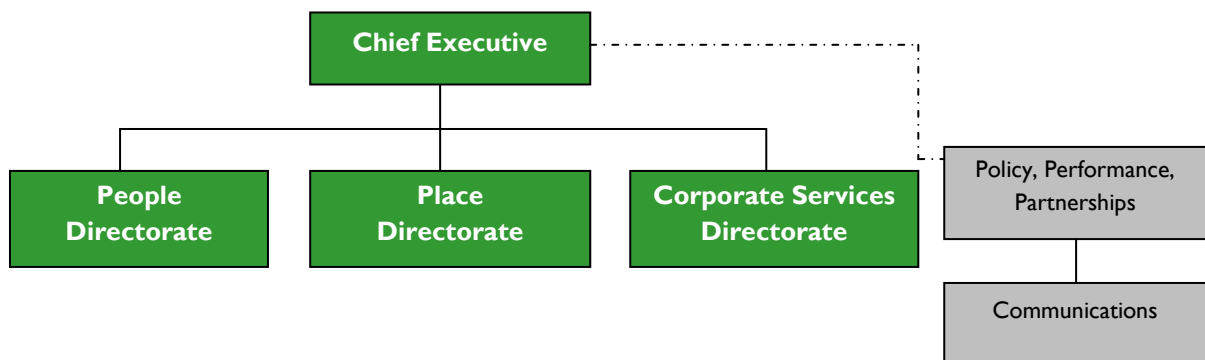 Chief Executive
People
Directorate
Place
Directorate
Corporate Services
Directorate
Policy, Performance,
Partnerships
Communications